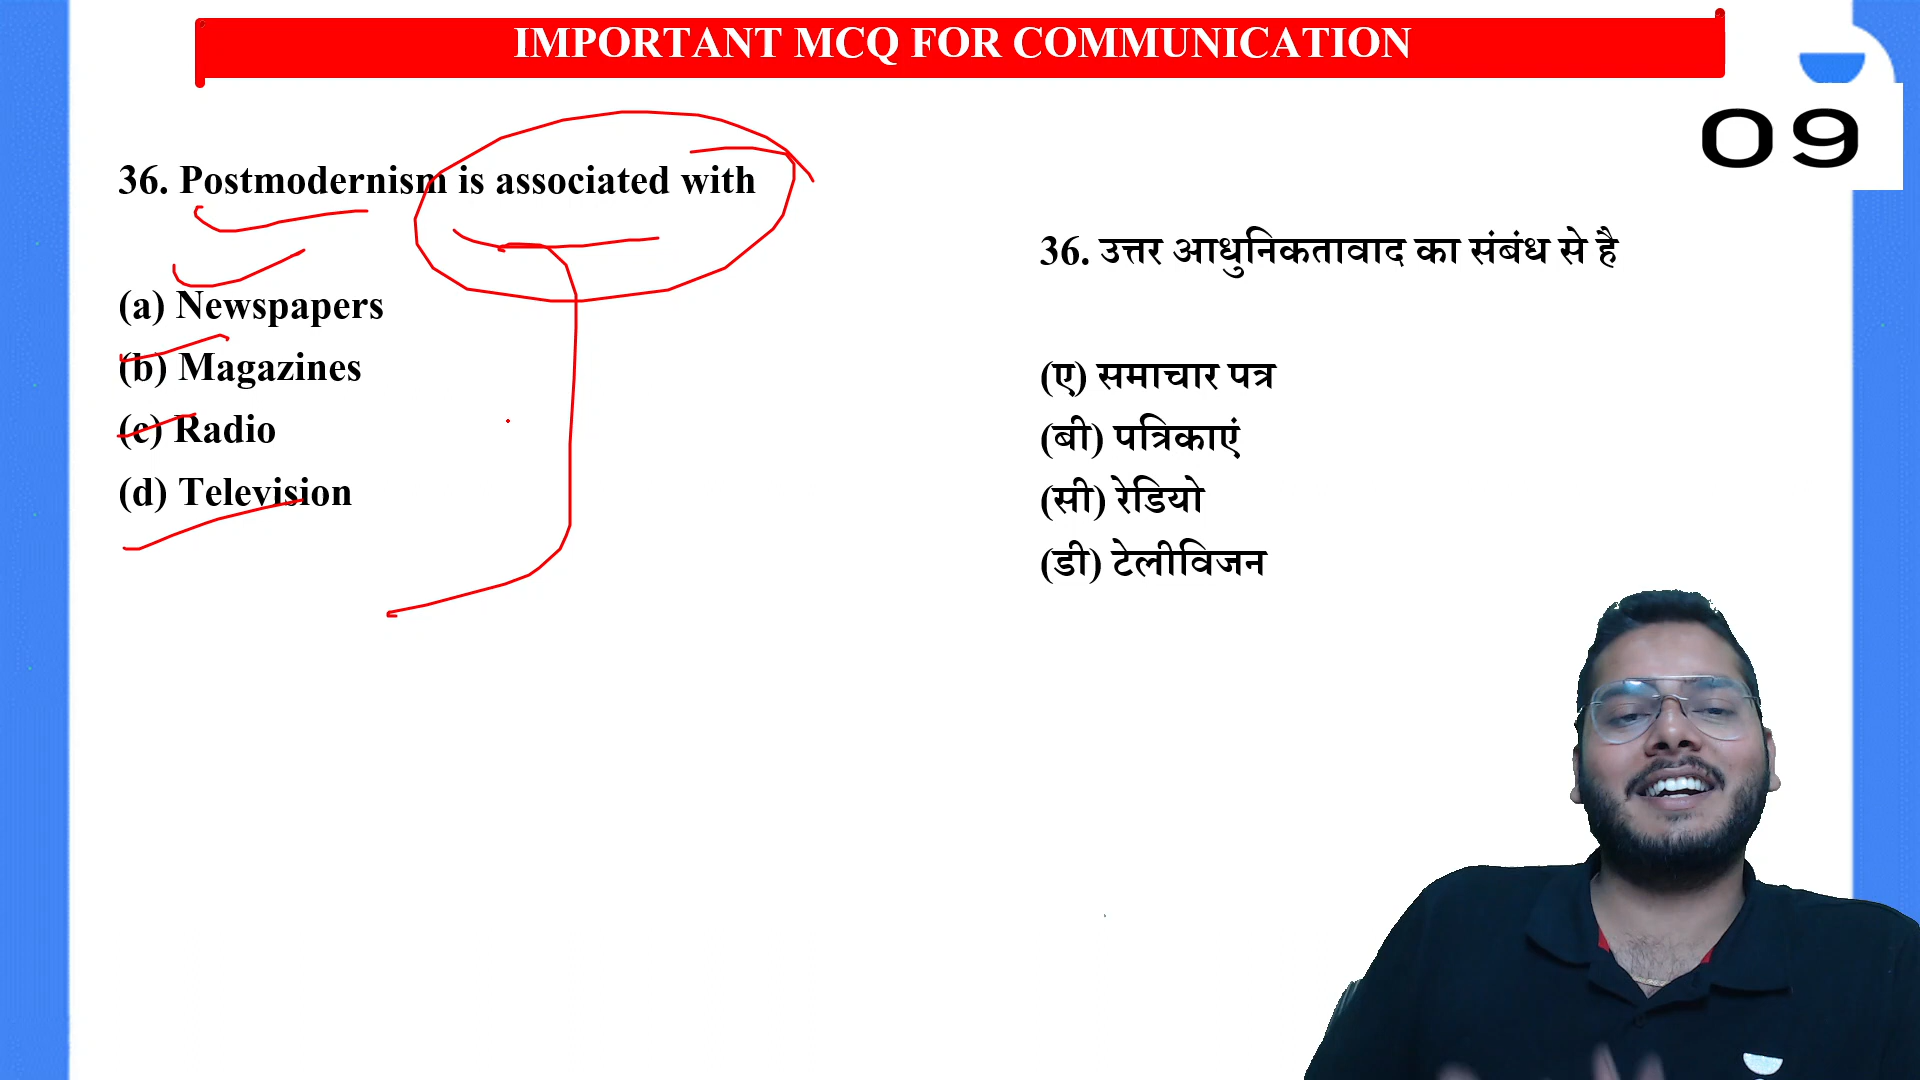 IMPORTANT MCQ FOR COMMUNICATION
09
36. Postmodernism is associated with
(a) Newspapers
(b) Magazines
(c) Radio
(d) Television
36. उत्तर आधुनिकतावाद का संबंध से है
(ए) समाचार पत्र
(बी) पत्रिकाएं
(सी) रेडियो
(डी) टेलीविजन